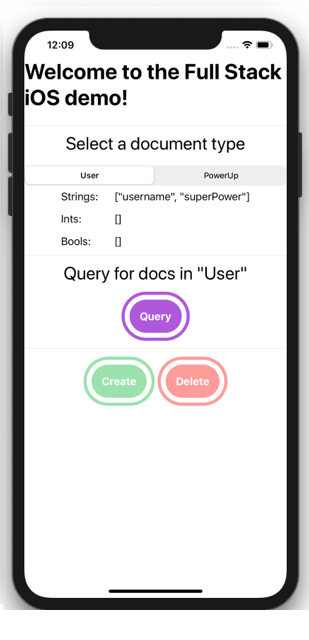 12:09
Welcome to the Full Stack
iOS demo!
Select a document type
User PowerUp
Strings: ["username", "superPower"]
Ints: []
Bools: []
Query for docs in "User"
Query
Create Delete